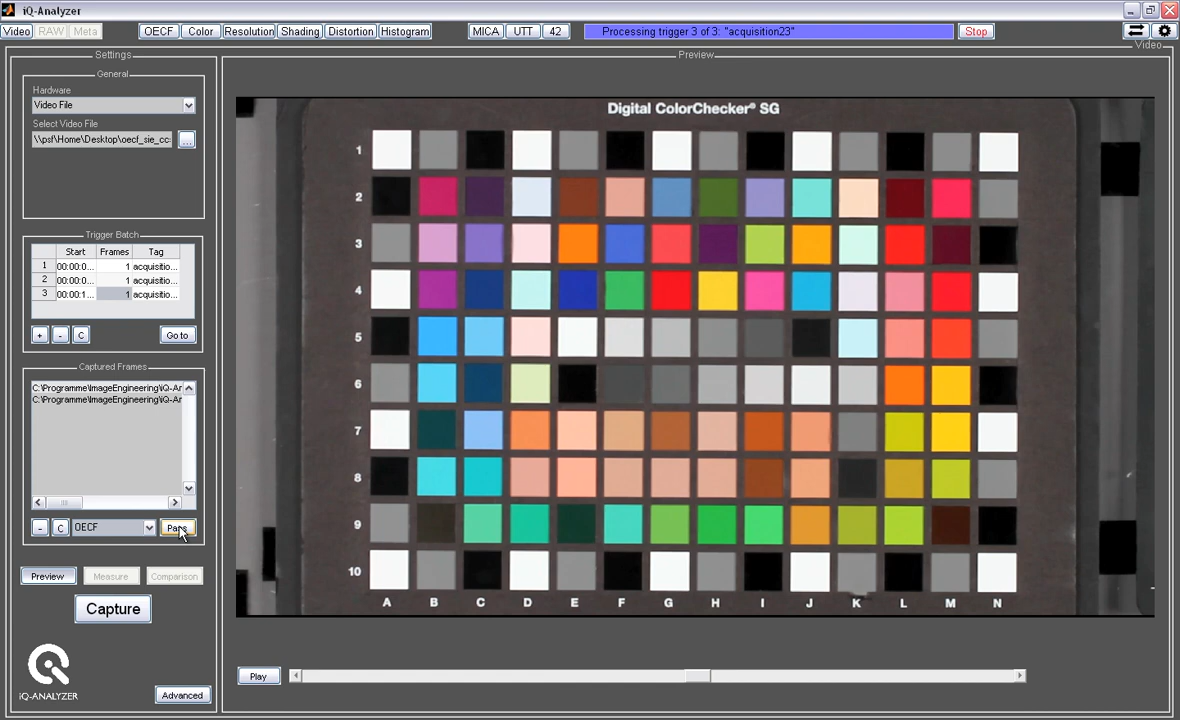 iQ-Analyzer
Video RAW Meta OECF Color Resolution Shading Distortion Histogram MICA UTT 42 Processing trigger 3 of 3: "acquisition23" Stop
Video
Settings
Preview
General
Hardware
Video File
Select Video File
\\psf\Home\Desktop\oecf_sie_cc: ...
Trigger Batch
Start Frames Tag
1 00:00:0... 1 acquisitio...
2 00:00:0... 1 acquisitio...
3 00:00:1... 1 acquisitio...
+ - C Go to
Captured Frames
C:\Programme\ImageEngineering\iQ-Ar
C:\Programme\ImageEngineering\iQ-Ar
- C OECF
Preview Measure Comparison
Capture
iQ-ANALYZER
Advanced
Digital ColorChecker® SG
1
2
3
4
5
6
7
8
9
10
A B C D E F G H I J K L M N
Play